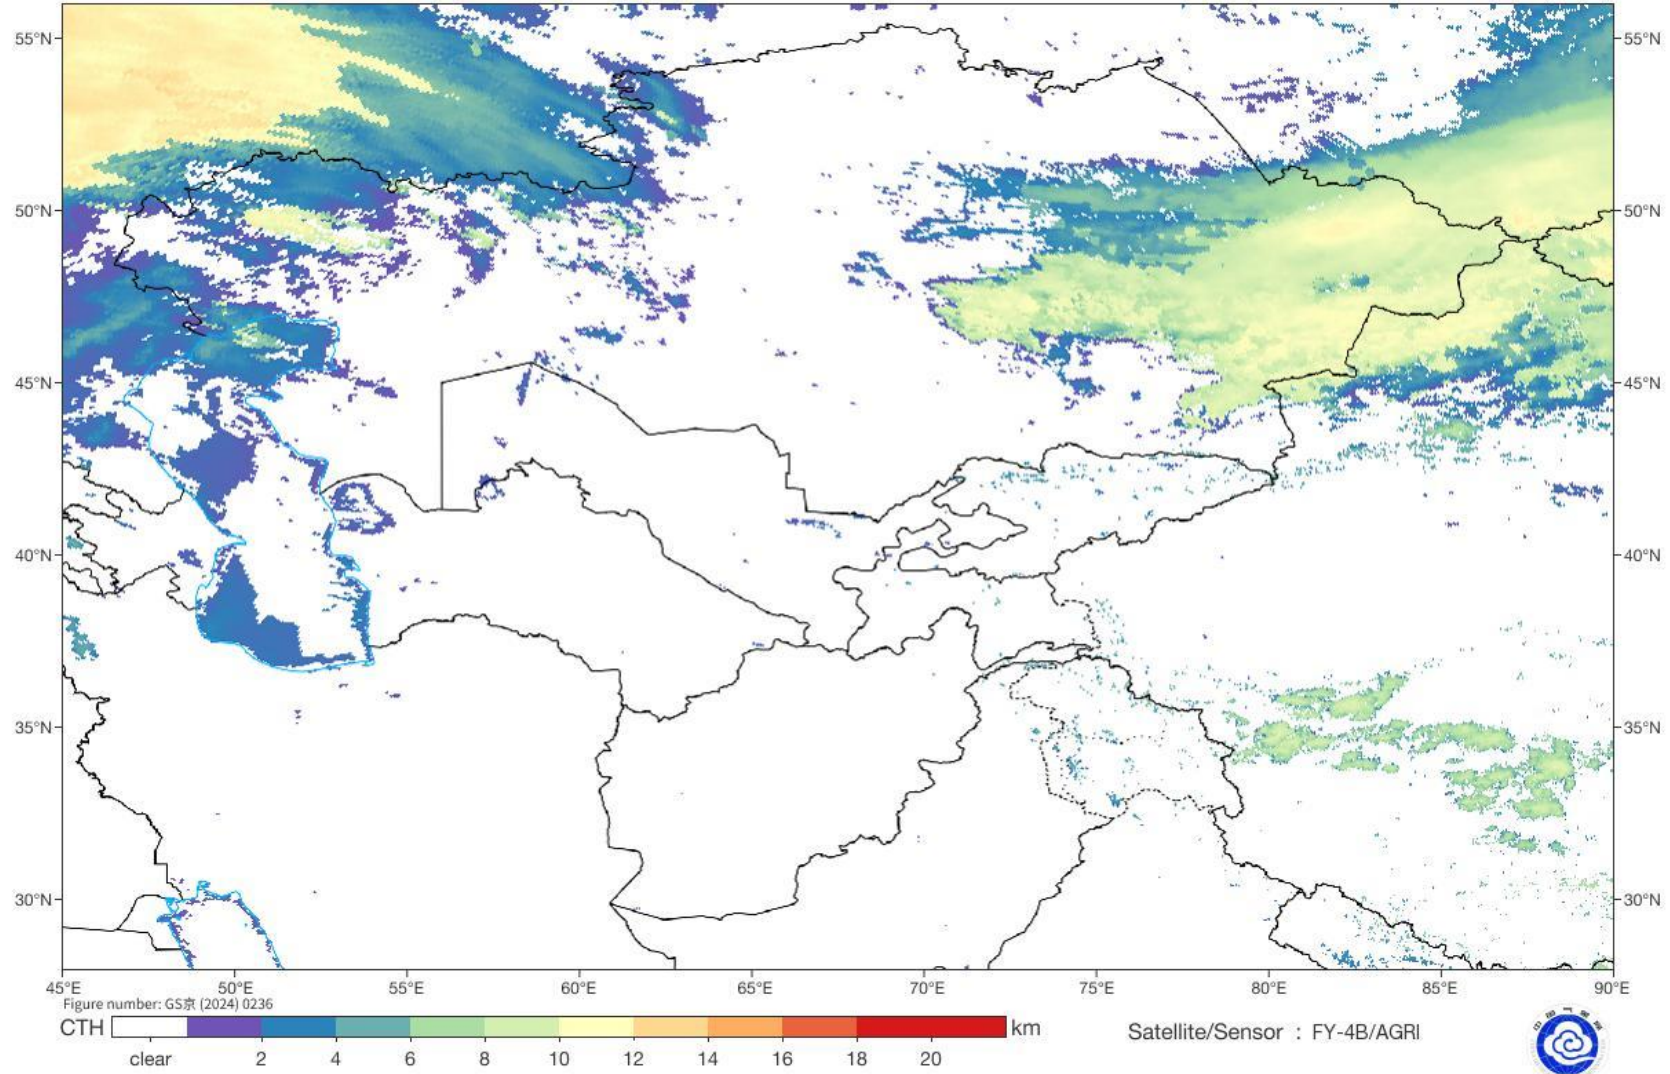 55°N 55°N
50°N 50°N
45°N 45°N
40°N 40°N
35°N 35°N
30°N 30°N
45°E 50°E 55°E 60°E 65°E 70°E 75°E 80°E 85°E 90°E
Figure number: GS京 (2024) 0236
CTH km Satellite/Sensor : FY-4B/AGRI
clear 2 4 6 8 10 12 14 16 18 20